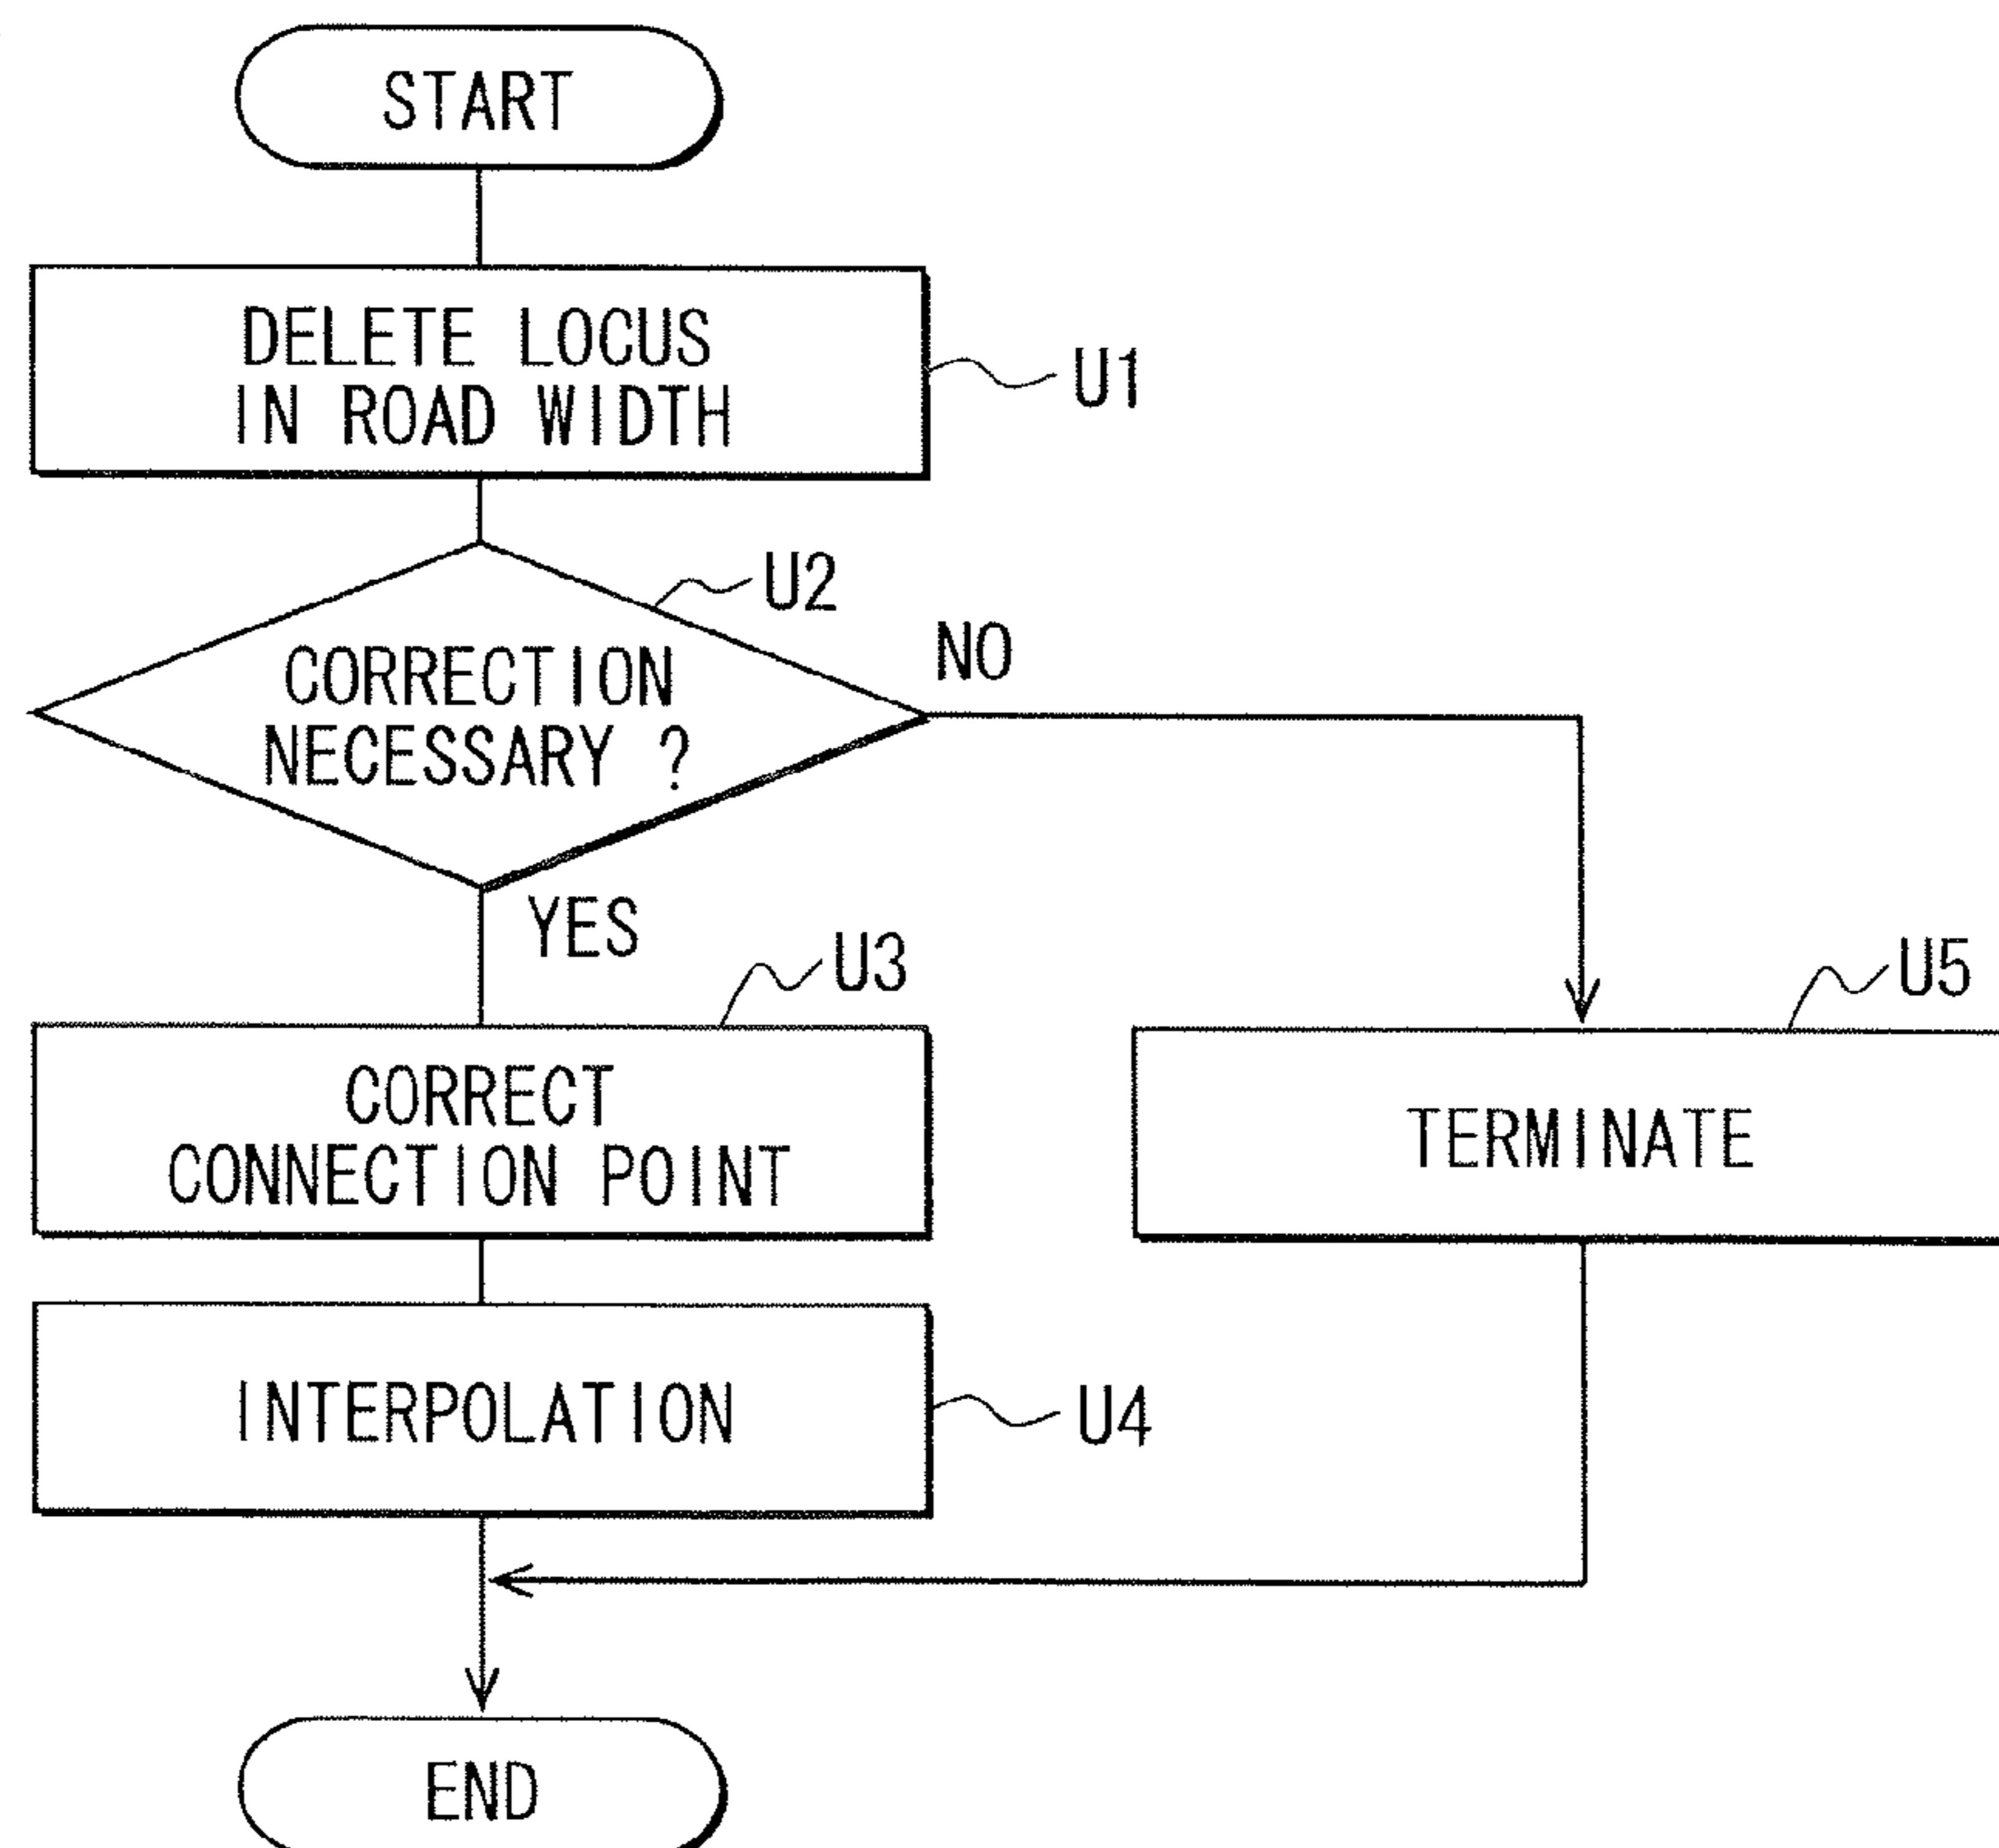 START
DELETE LOCUS
IN ROAD WIDTH
U1
U2
CORRECTION
NECESSARY ?
NO
YES
U3
CORRECT
CONNECTION POINT
U5
TERMINATE
INTERPOLATION
U4
END